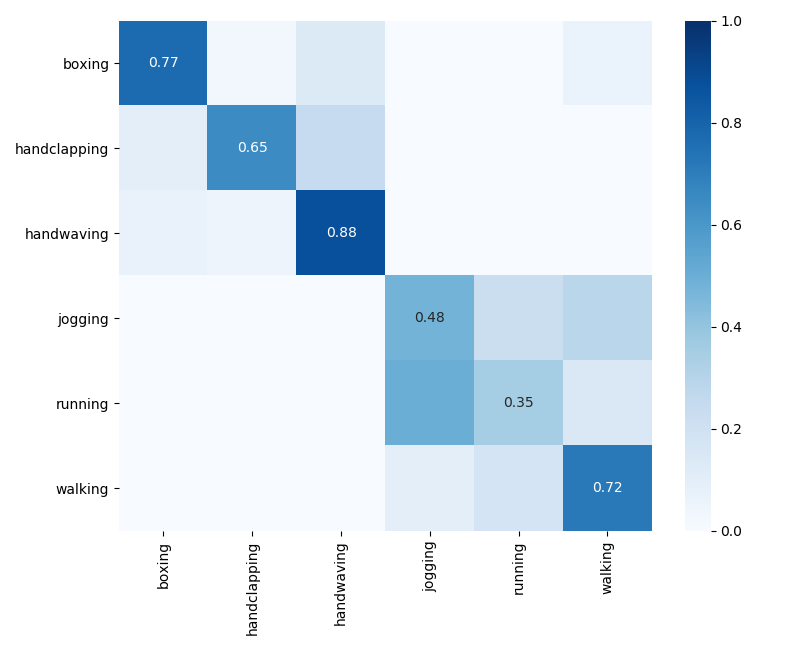 boxing
handclapping
handwaving
jogging
running
walking
0.77
0.65
0.88
0.48
0.35
0.72
boxing
handclapping
handwaving
jogging
running
walking
1.0
0.8
0.6
0.4
0.2
0.0